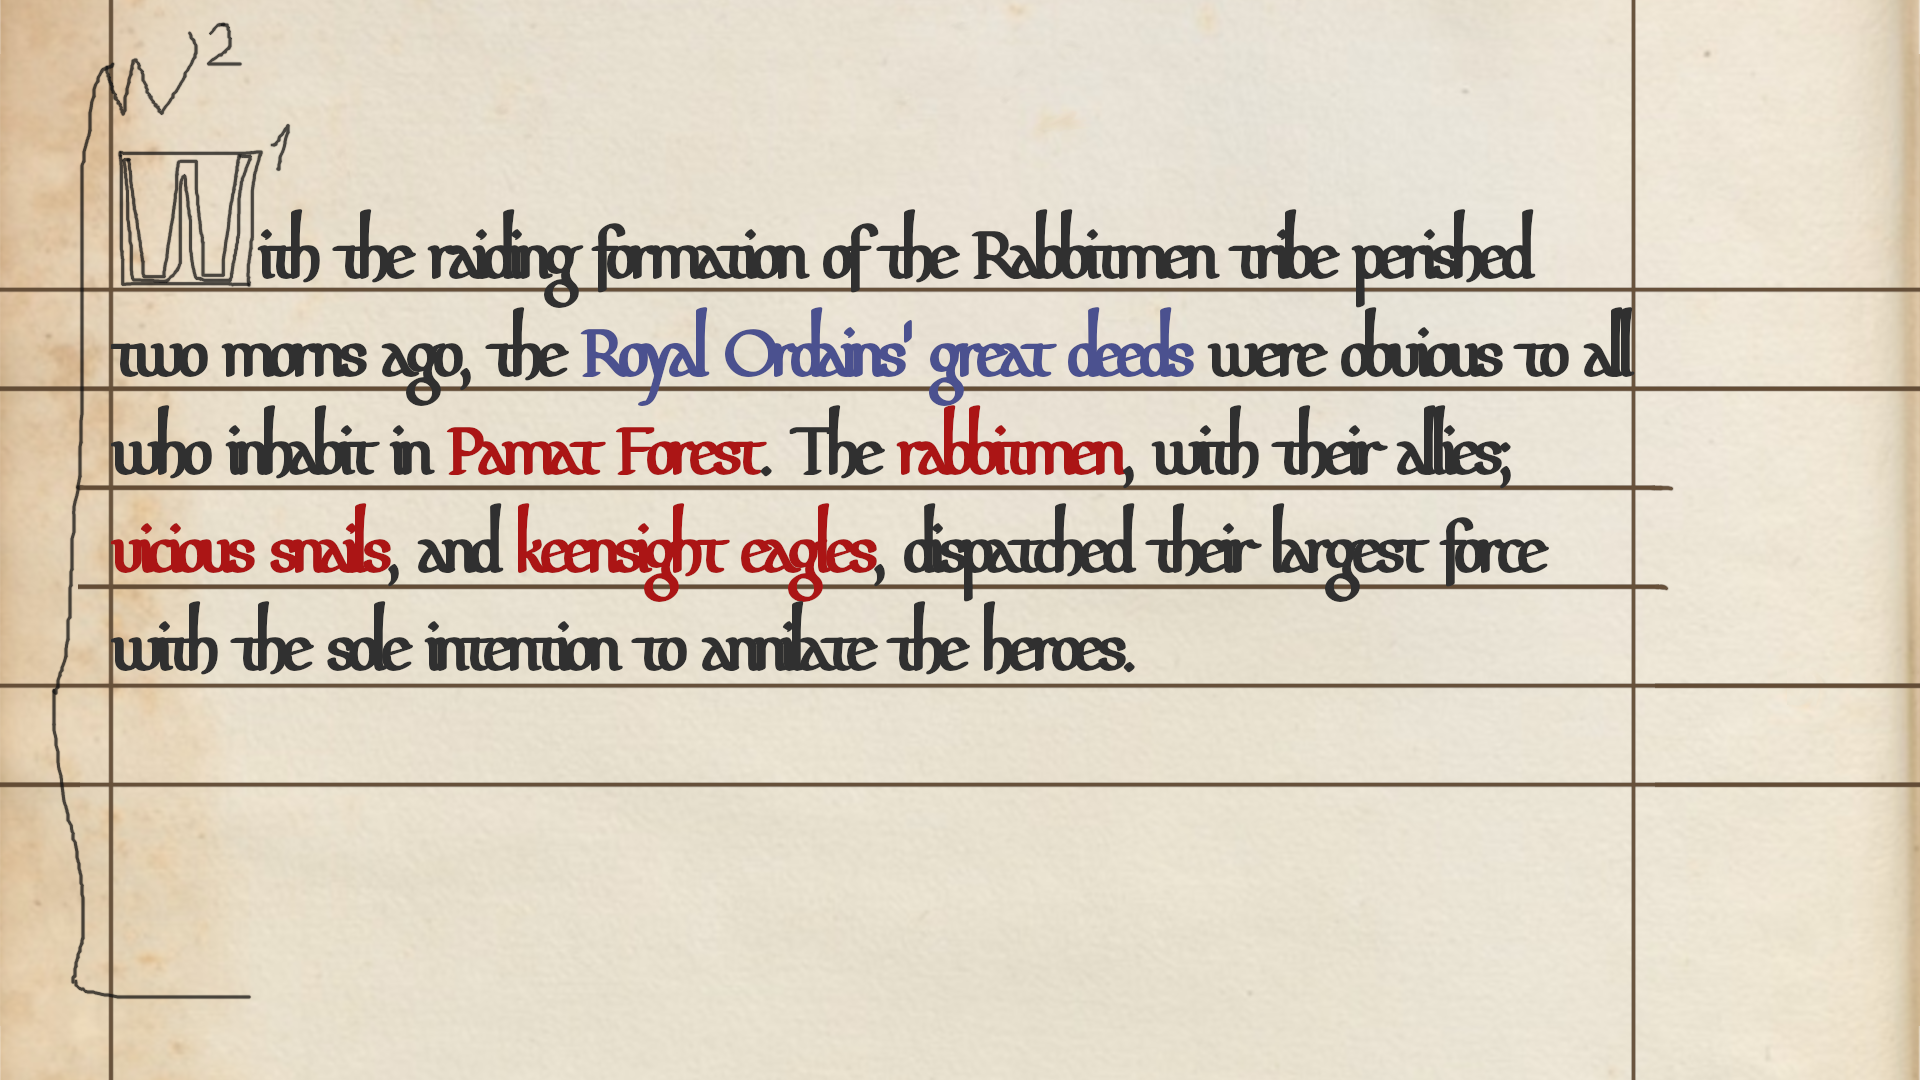 W2
W1
ith the raiding formation of the Rabbitmen tribe perished
two morns ago, the Royal Ordains' great deeds were obvious to all
who inhabit in Pamat Forest. The rabbitmen, with their allies;
vicious snails, and keensight eagles, dispatched their largest force
with the sole intention to annilate the heroes.